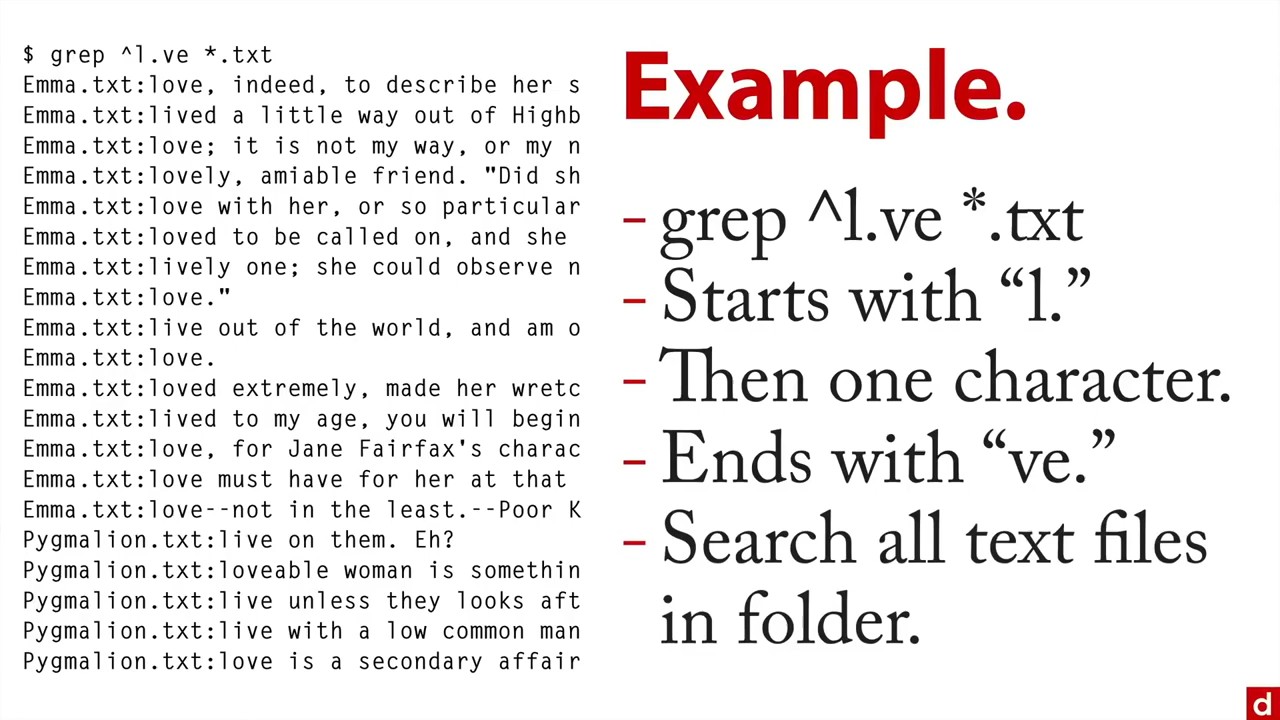 $ grep ^l.ve *.txt
Emma.txt:love, indeed, to describe her s
Emma.txt:lived a little way out of Highb
Emma.txt:love; it is not my way, or my n
Emma.txt:lovely, amiable friend. "Did sh
Emma.txt:love with her, or so particular
Emma.txt:loved to be called on, and she
Emma.txt:lively one; she could observe n
Emma.txt:love."
Emma.txt:live out of the world, and am o
Emma.txt:love.
Emma.txt:loved extremely, made her wretc
Emma.txt:lived to my age, you will begin
Emma.txt:love, for Jane Fairfax's charac
Emma.txt:love must have for her at that
Emma.txt:love--not in the least.--Poor K
Pygmalion.txt:live on them. Eh?
Pygmalion.txt:loveable woman is somethin
Pygmalion.txt:live unless they looks aft
Pygmalion.txt:live with a low common man
Pygmalion.txt:love is a secondary affair
Example.
– grep ^l.ve *.txt
– Starts with “l.”
– Then one character.
– Ends with “ve.”
– Search all text files
in folder.
d